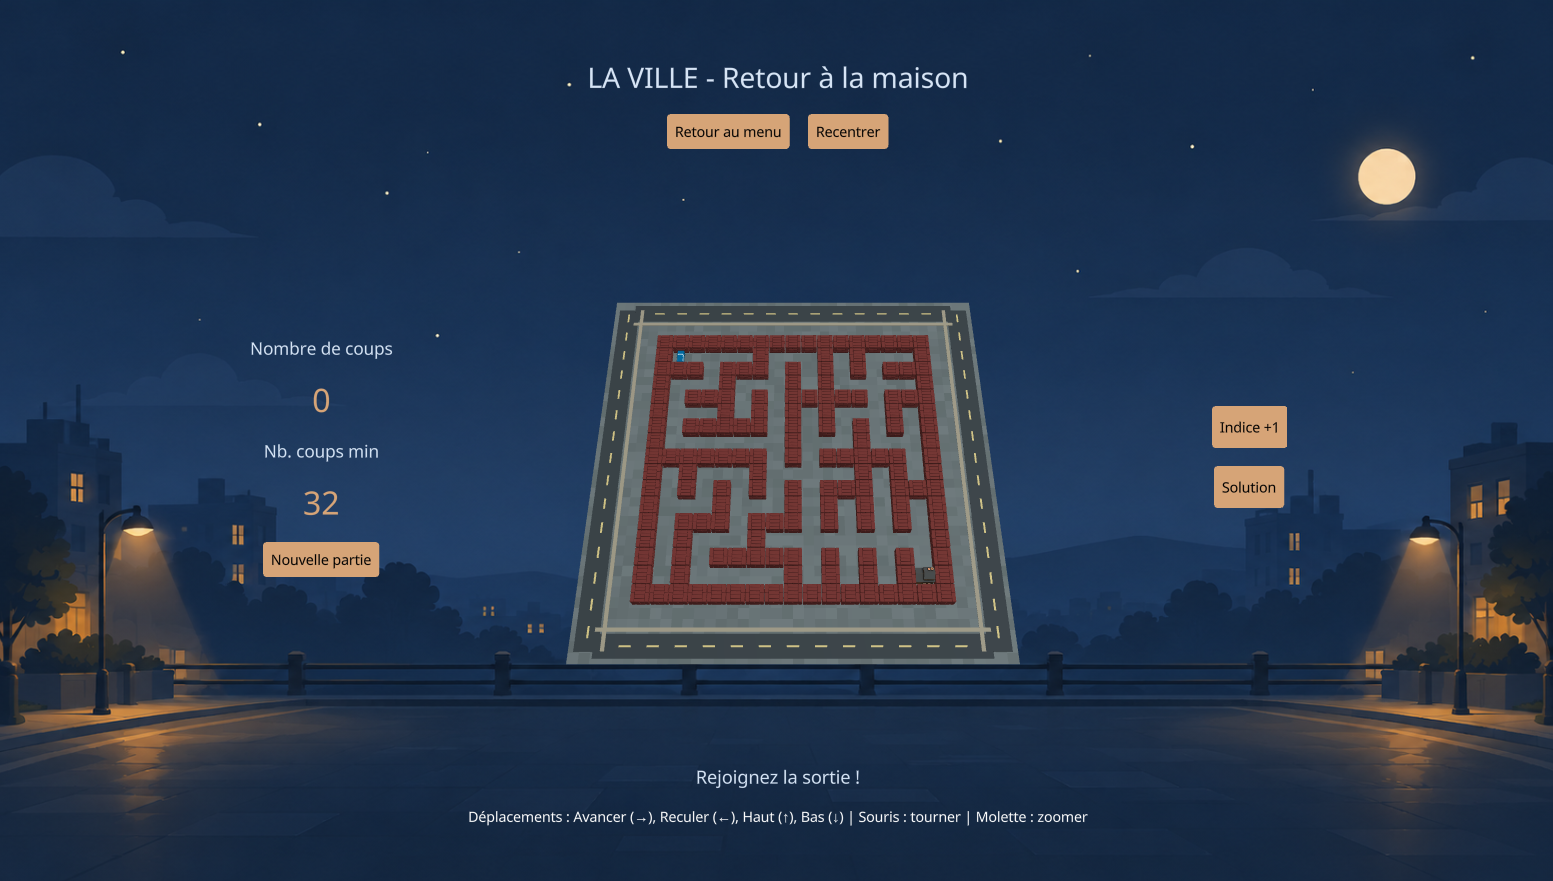 LA VILLE - Retour à la maison
Retour au menu
Recentrer
Nombre de coups
0
Nb. coups min
32
Nouvelle partie
Indice +1
Solution
Rejoignez la sortie !
Déplacements : Avancer (→), Reculer (←), Haut (↑), Bas (↓) | Souris : tourner | Molette : zoomer